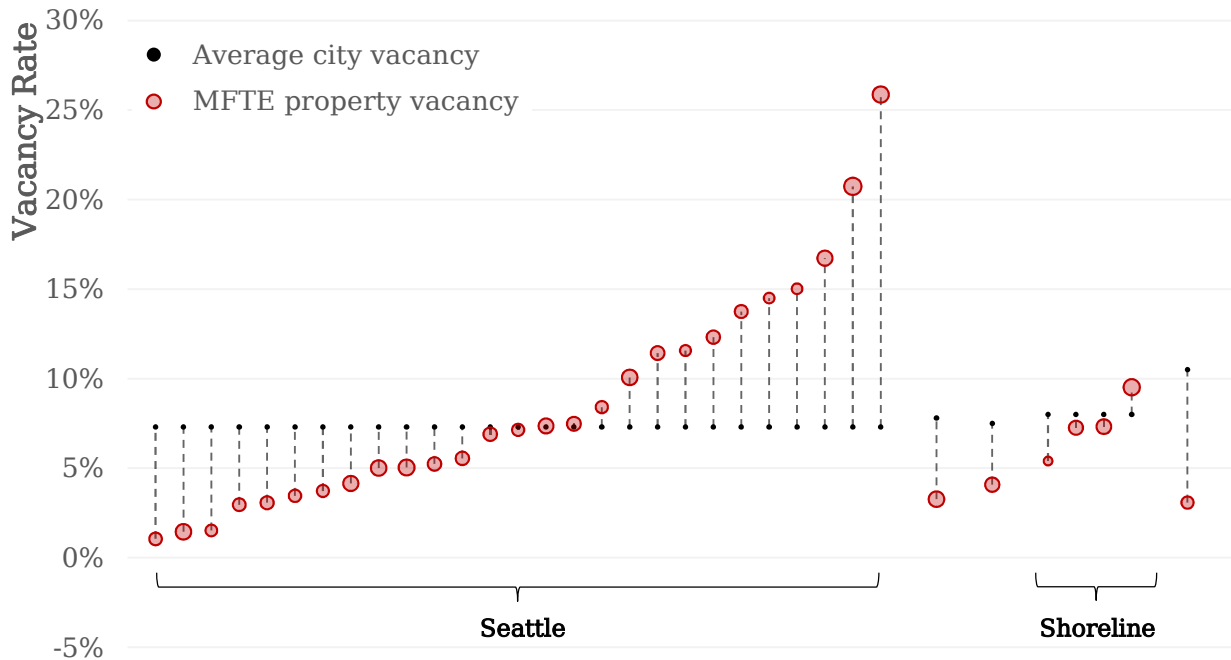 Vacancy Rate
30%
25%
20%
15%
10%
5%
0%
-5%
Average city vacancy
MFTE property vacancy
Seattle
Shoreline